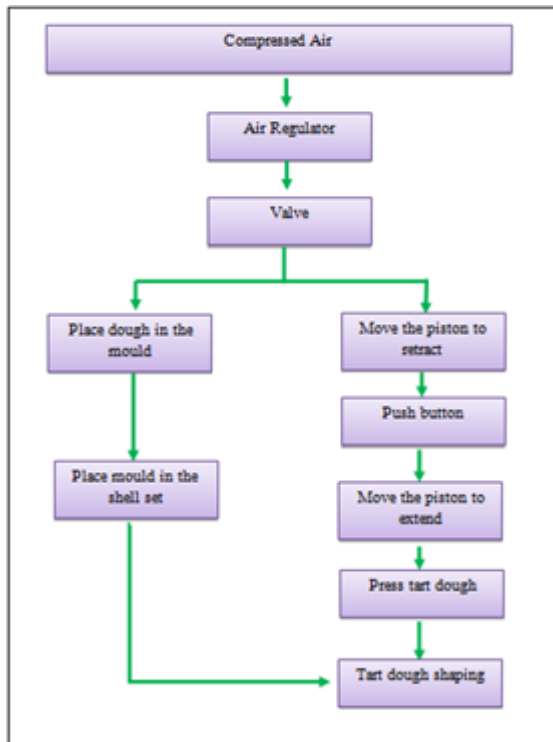 Compressed Air
Air Regulator
Valve
Place dough in the
mould
Place mould in the
shell set
Move the piston to
retract
Push button
Move the piston to
extend
Press tart dough
Tart dough shaping